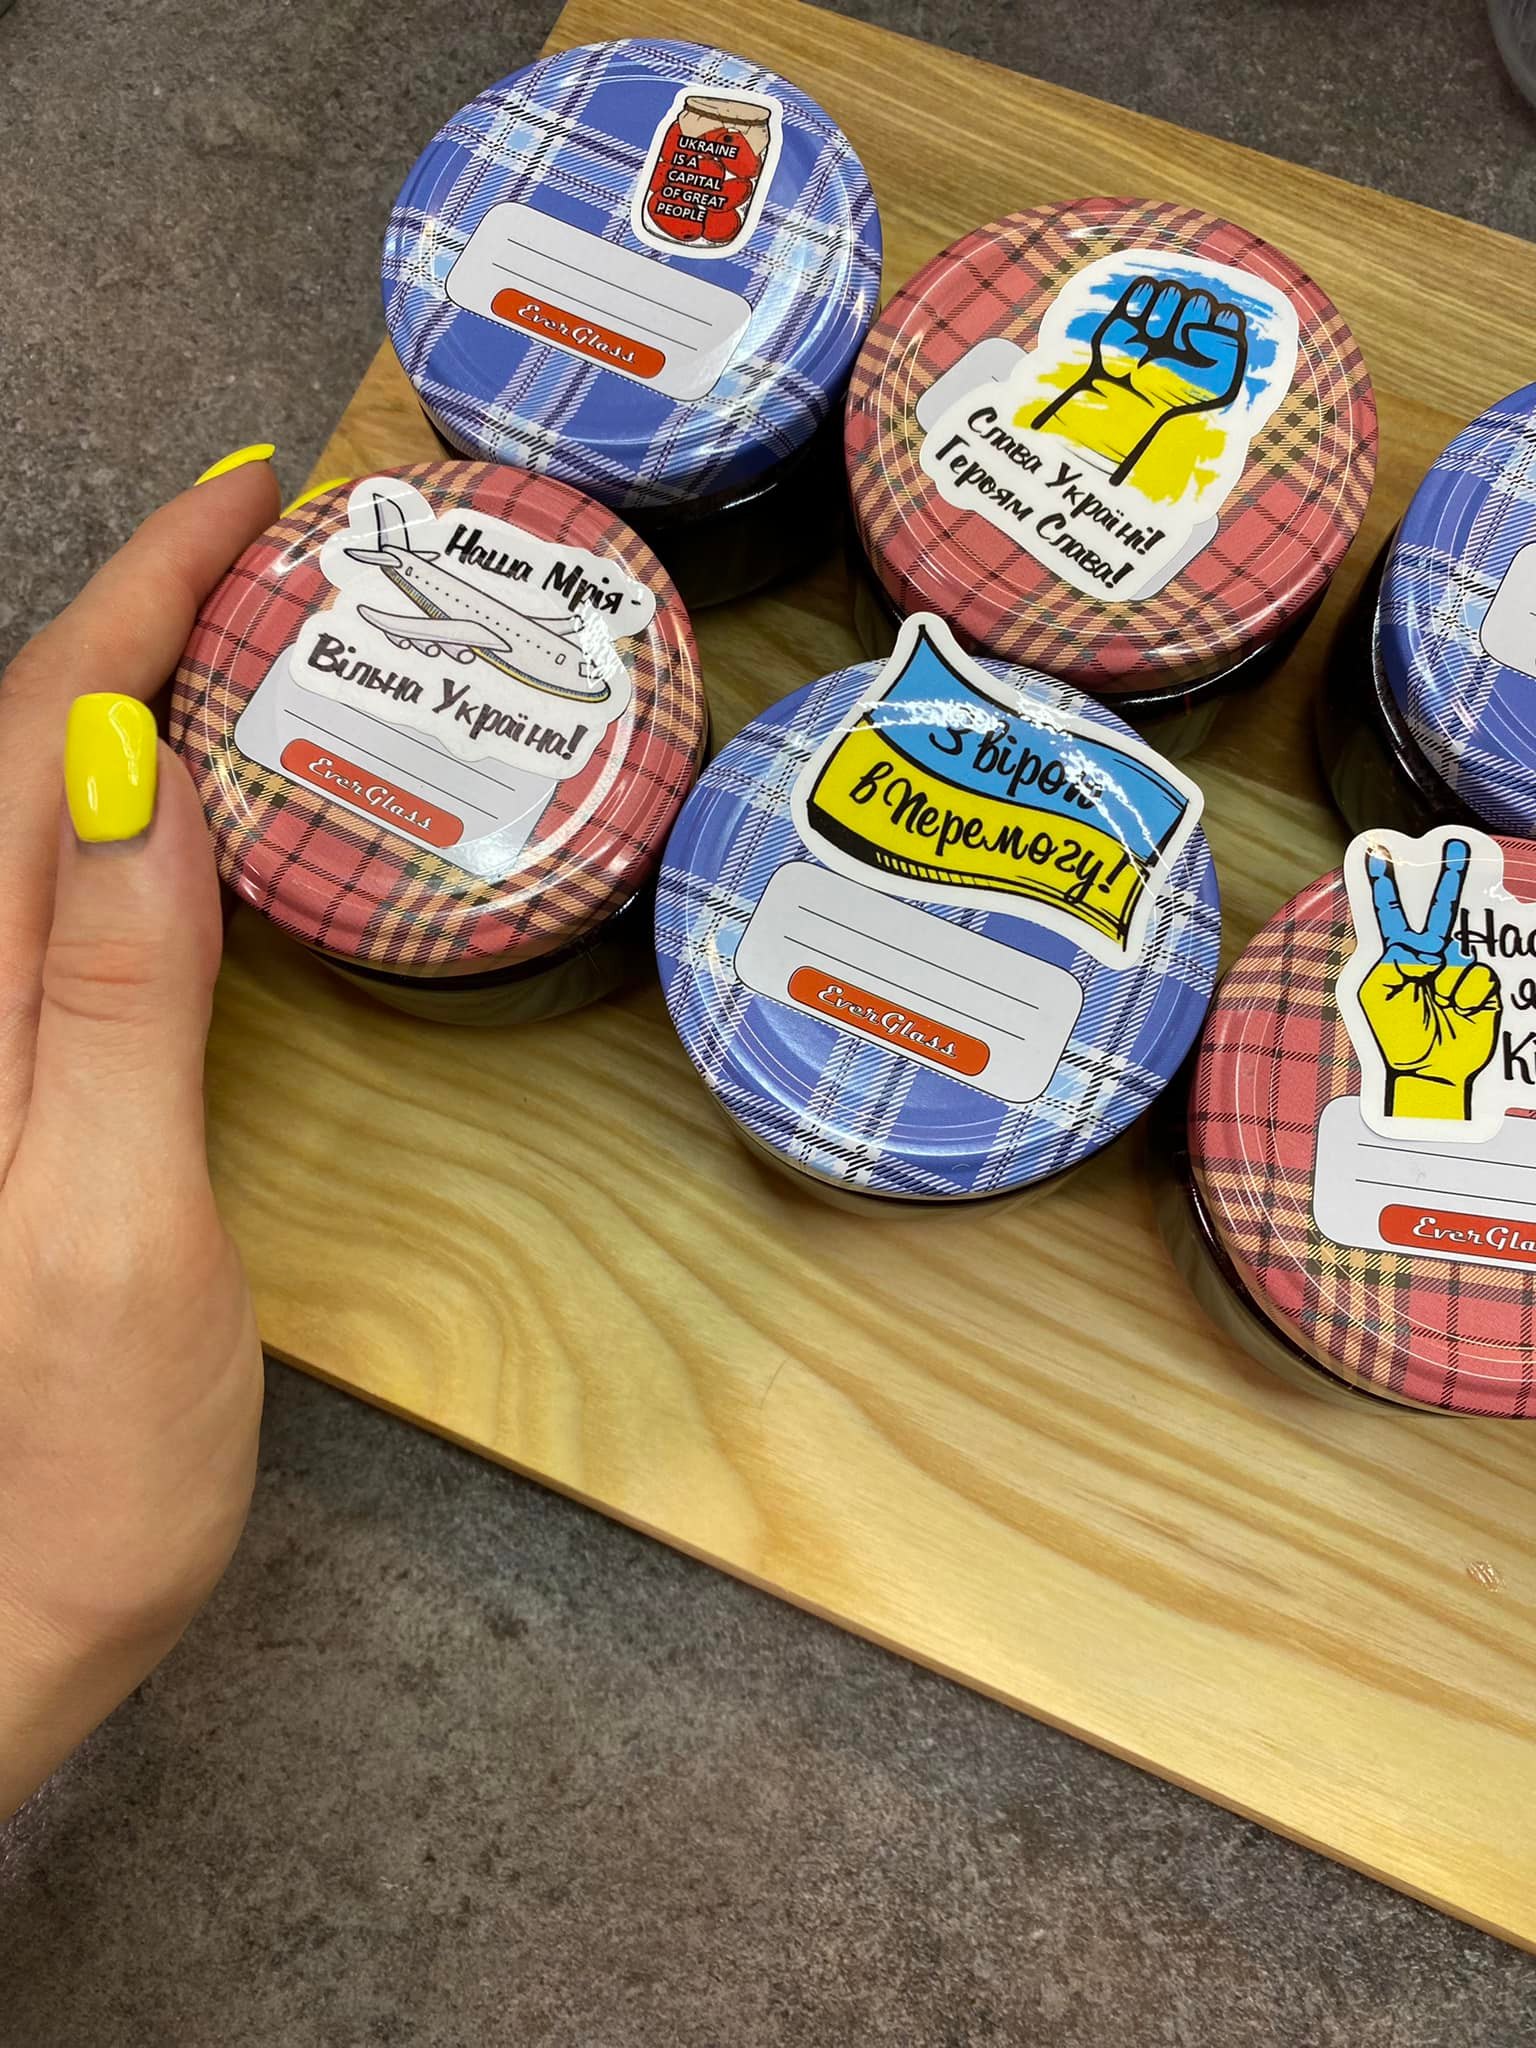 UKRAINE
IS A
CAPITAL
OF GREAT
PEOPLE
EverGlass
Слава Україні!
Героям Слава!
Наша Мрія -
Вільна Україна!
EverGlass
З вірою
в Перемогу!
EverGlass
EverGla